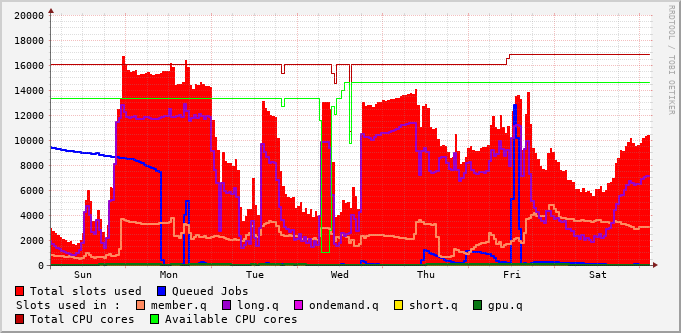 20000
18000
16000
14000
12000
10000
8000
6000
4000
2000
0
Sun Mon Tue Wed Thu Fri Sat
RRDTOOL / TOBI OETIKER
Total slots used Queued Jobs
Slots used in : member.q long.q ondemand.q short.q gpu.q
Total CPU cores Available CPU cores